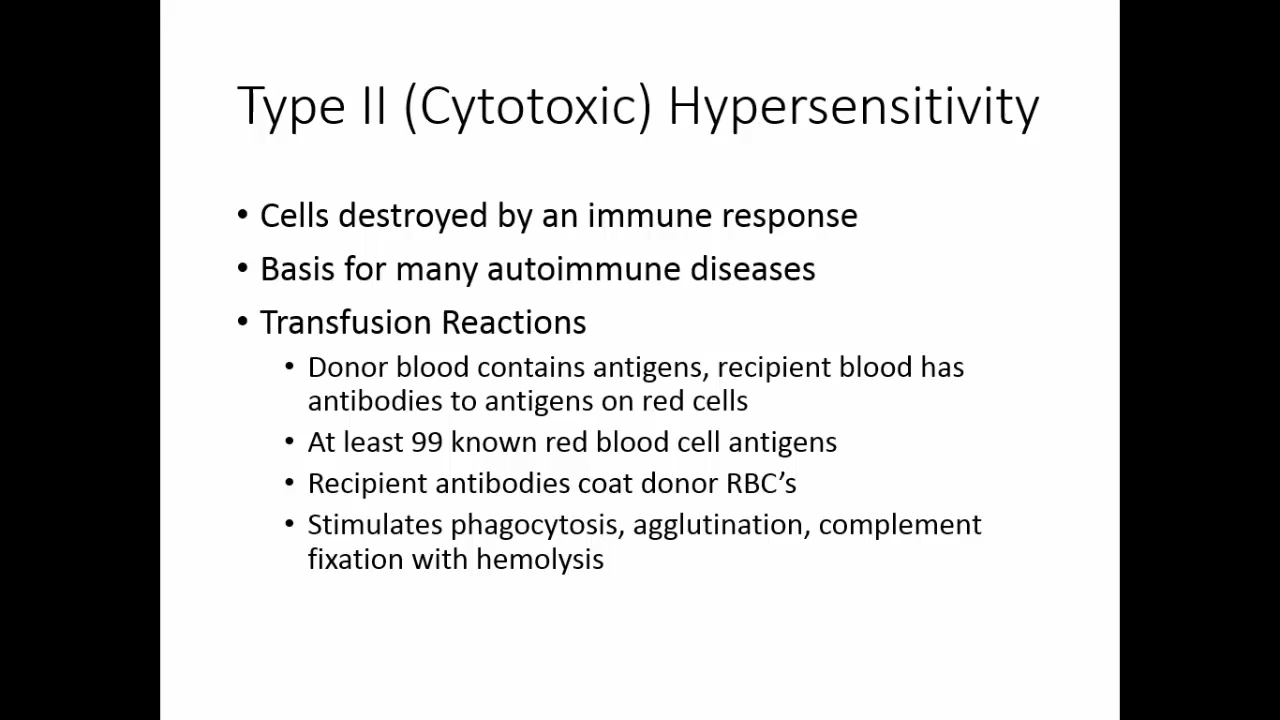 Type II (Cytotoxic) Hypersensitivity
• Cells destroyed by an immune response
• Basis for many autoimmune diseases
• Transfusion Reactions
• Donor blood contains antigens, recipient blood has
antibodies to antigens on red cells
• At least 99 known red blood cell antigens
• Recipient antibodies coat donor RBC’s
• Stimulates phagocytosis, agglutination, complement
fixation with hemolysis